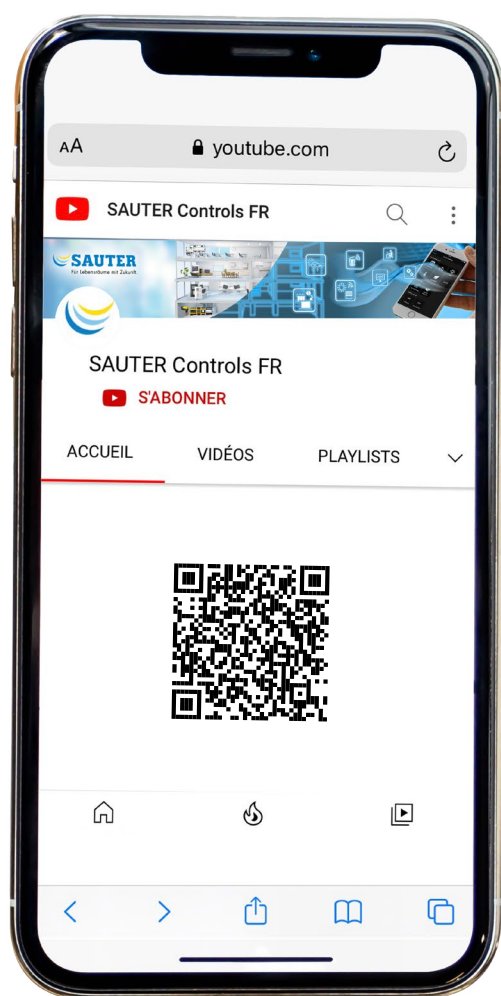 AA
youtube.com
SAUTER Controls FR
SAUTER
Für Lebensräume mit Zukunft.
SAUTER Controls FR
S'ABONNER
ACCUEIL VIDÉOS PLAYLISTS